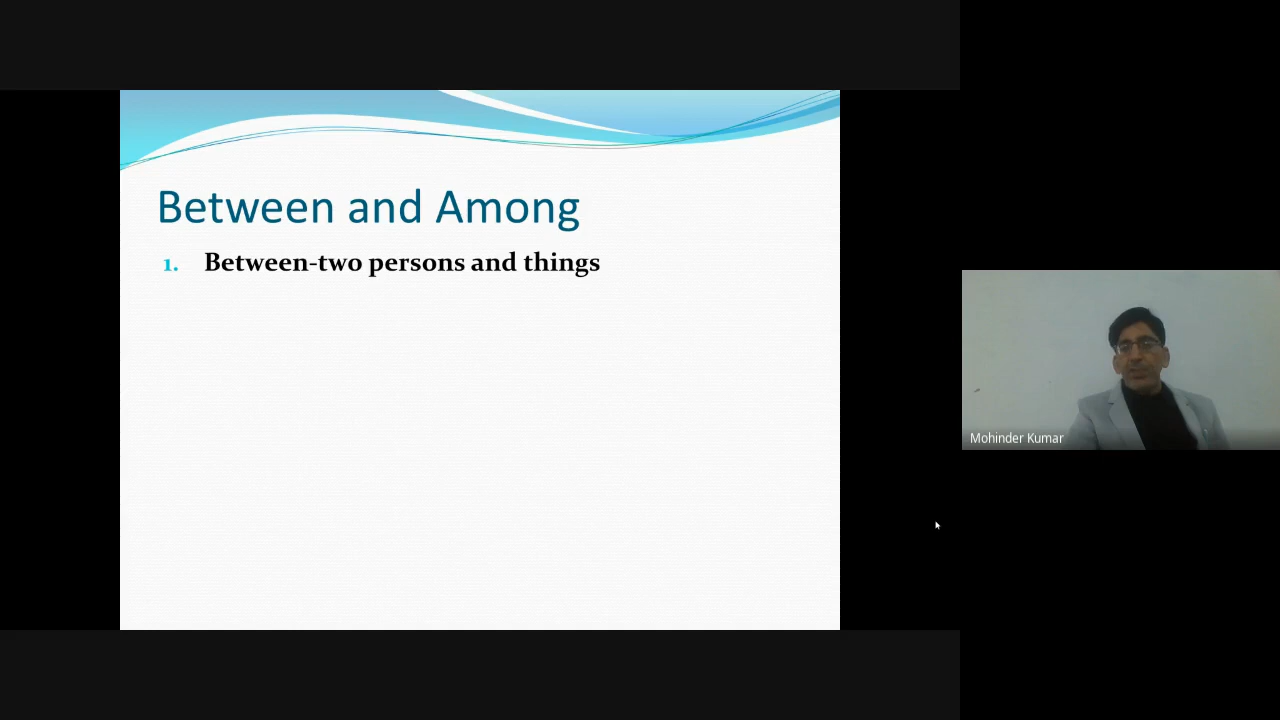 Between and Among
1. Between-two persons and things
Mohinder Kumar